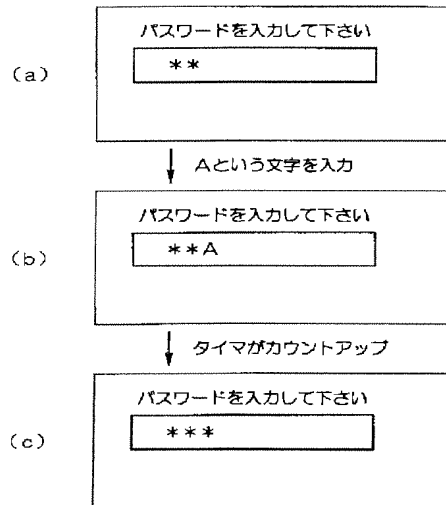 パスワードを入力して下さい
(a)
**
Aという文字を入力
パスワードを入力して下さい
(b)
**A
タイマがカウントアップ
パスワードを入力して下さい
(c)
***